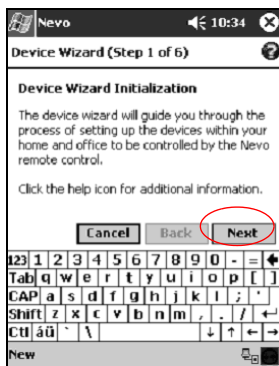 Nevo 10:34
Device Wizard (Step 1 of 6)
Device Wizard Initialization
The device wizard will guide you through the
process of setting up the devices within your
home and office to be controlled by the Nevo
remote control.
Click the help icon for additional information.
Cancel Back Next
123 1 2 3 4 5 6 7 8 9 0 - =
Tab q w e r t y u i o p [ ]
CAP a s d f g h j k l ; '
Shift z x c v b n m , . /
Ctl áü ` \
New